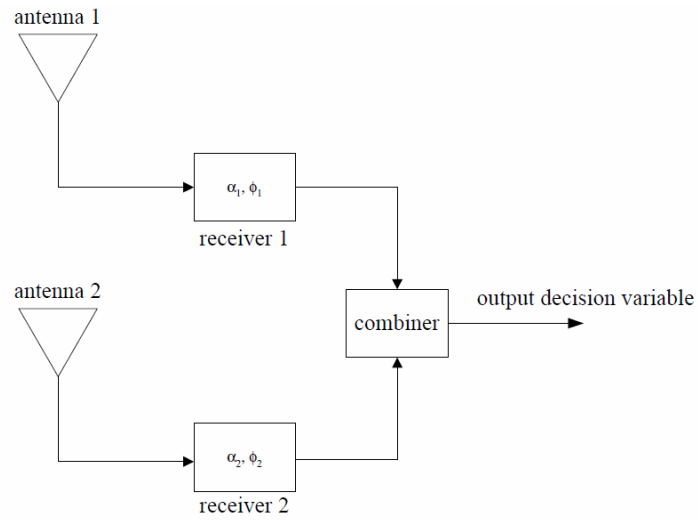 antenna 1
α₁, ϕ₁
receiver 1
antenna 2
combiner
output decision variable
α₂, ϕ₂
receiver 2